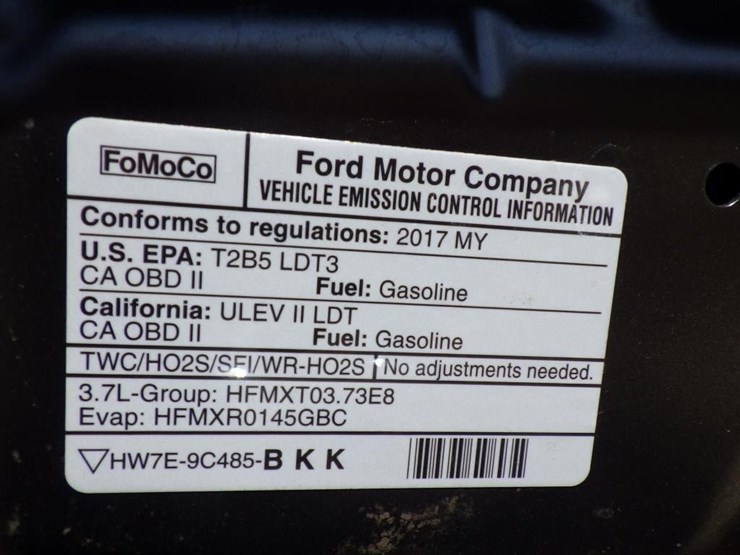 FoMoCo
Ford Motor Company
VEHICLE EMISSION CONTROL INFORMATION
Conforms to regulations: 2017 MY
U.S. EPA: T2B5 LDT3
CA OBD II Fuel: Gasoline
California: ULEV II LDT
CA OBD II Fuel: Gasoline
TWC/HO2S/SFI/WR-HO2S No adjustments needed.
3.7L-Group: HFMXT03.73E8
Evap: HFMXR0145GBC
▽HW7E-9C485-B K K